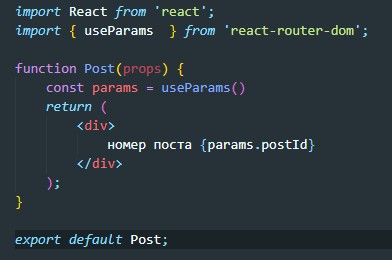 import React from 'react';
import { useParams  } from 'react-router-dom';

function Post(props) {
    const params = useParams()
    return (
        <div>
            номер поста {params.postId}
        </div>
    );
}

export default Post;